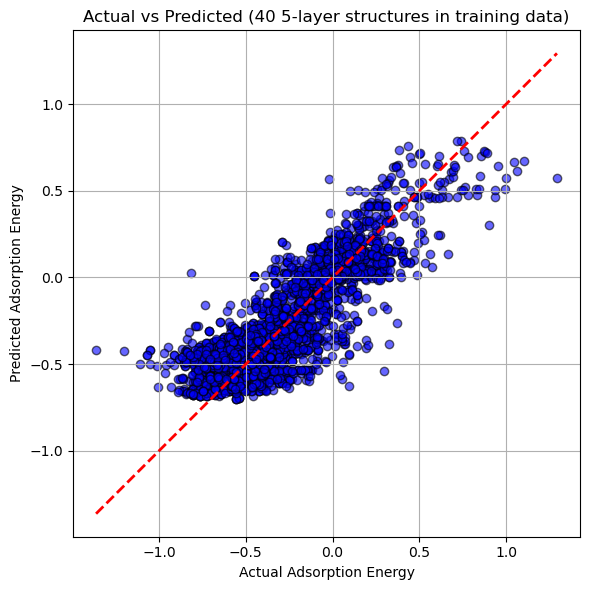 Actual vs Predicted (40 5-layer structures in training data)
Predicted Adsorption Energy
1.0
0.5
0.0
−0.5
−1.0
−1.0 −0.5 0.0 0.5 1.0
Actual Adsorption Energy